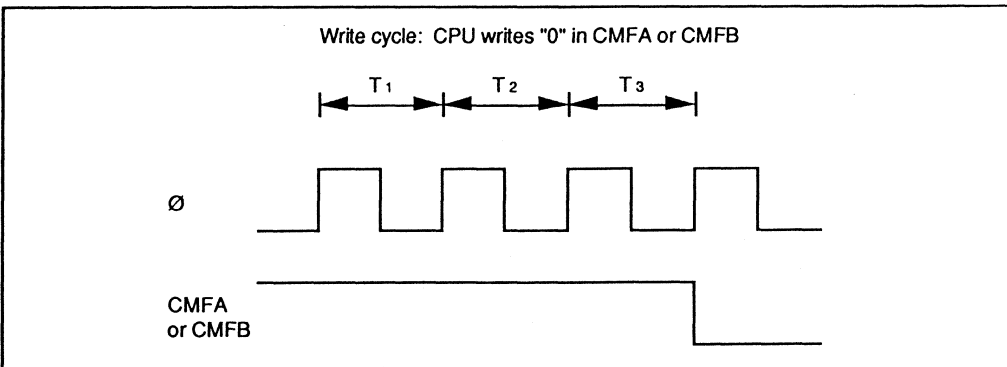 Write cycle: CPU writes "0" in CMFA or CMFB
T1 T2 T3
Ø
CMFA
or CMFB